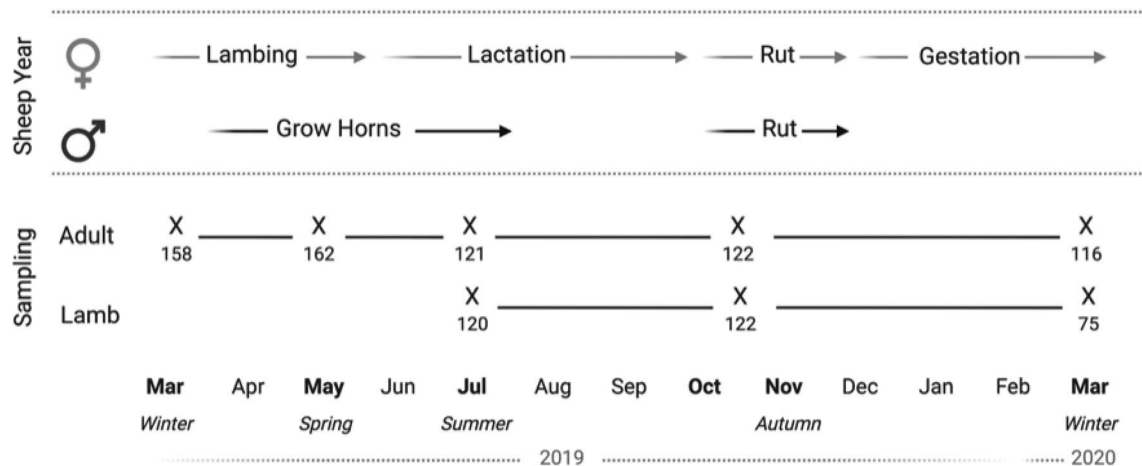 Sheep Year
♀ Lambing Lactation Rut Gestation
♂ Grow Horns Rut
Sampling
Adult X X X X X
158 162 121 122 116
Lamb X X X
120 122 75
Mar Apr May Jun Jul Aug Sep Oct Nov Dec Jan Feb Mar
Winter Spring Summer Autumn Winter
2019 2020